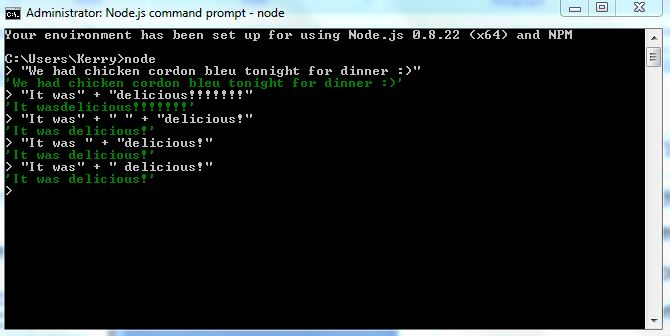 Administrator: Node.js command prompt - node
Your environment has been set up for using Node.js 0.8.22 (x64) and NPM
C:\Users\Kerry>node
> "We had chicken cordon bleu tonight for dinner :)"
'We had chicken cordon bleu tonight for dinner :)'
> "It was" + "delicious!!!!!!!"
'It wasdelicious!!!!!!!'
> "It was" + " " + "delicious!"
'It was delicious!'
> "It was " + "delicious!"
'It was delicious!'
> "It was" + " delicious!"
'It was delicious!'
>